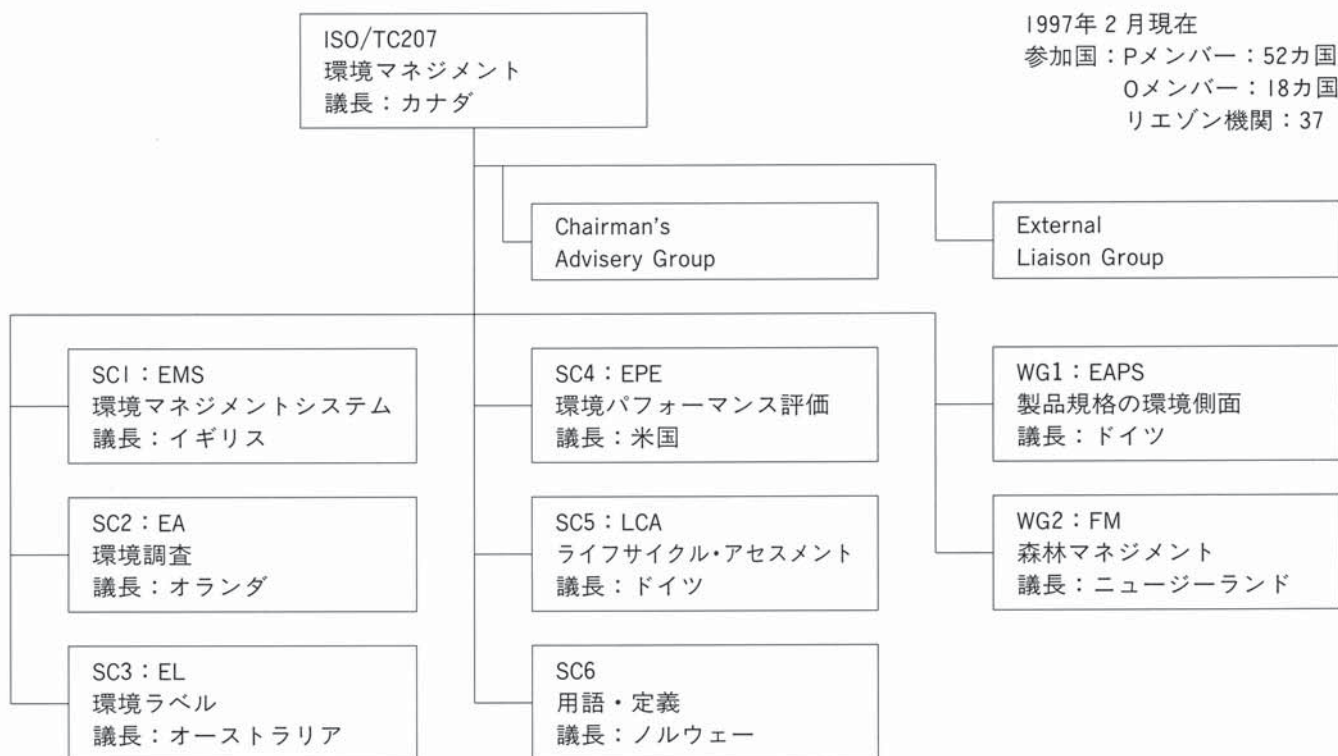 ISO/TC207
環境マネジメント
議長：カナダ
1997年2月現在
参加国：Pメンバー：52カ国
Oメンバー：18カ国
リエゾン機関：37
Chairman's
Advisery Group
External
Liaison Group
SC1：EMS
環境マネジメントシステム
議長：イギリス
SC2：EA
環境調査
議長：オランダ
SC3：EL
環境ラベル
議長：オーストラリア
SC4：EPE
環境パフォーマンス評価
議長：米国
SC5：LCA
ライフサイクル・アセスメント
議長：ドイツ
SC6
用語・定義
議長：ノルウェー
WG1：EAPS
製品規格の環境側面
議長：ドイツ
WG2：FM
森林マネジメント
議長：ニュージーランド